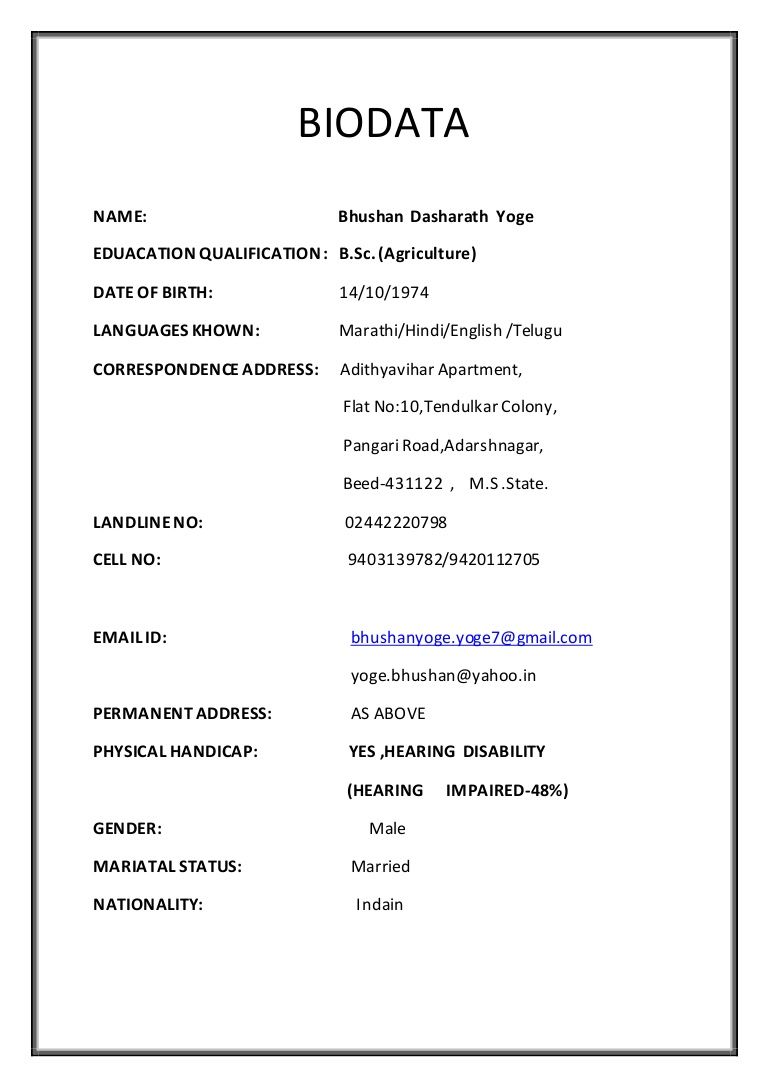 BIODATA
NAME: Bhushan Dasharath Yoge
EDUACATION QUALIFICATION: B.Sc.(Agriculture)
DATE OF BIRTH: 14/10/1974
LANGUAGES KHOWN: Marathi/Hindi/English /Telugu
CORRESPONDENCE ADDRESS: Adithyavihar Apartment,
Flat No:10,Tendulkar Colony,
Pangari Road,Adarshnagar,
Beed-431122 , M.S.State.
LANDLINE NO: 02442220798
CELL NO: 9403139782/9420112705
EMAIL ID: bhushanyoge.yoge7@gmail.com
yoge.bhushan@yahoo.in
PERMANENT ADDRESS: AS ABOVE
PHYSICAL HANDICAP: YES ,HEARING DISABILITY
(HEARING IMPAIRED-48%)
GENDER: Male
MARIATAL STATUS: Married
NATIONALITY: Indain